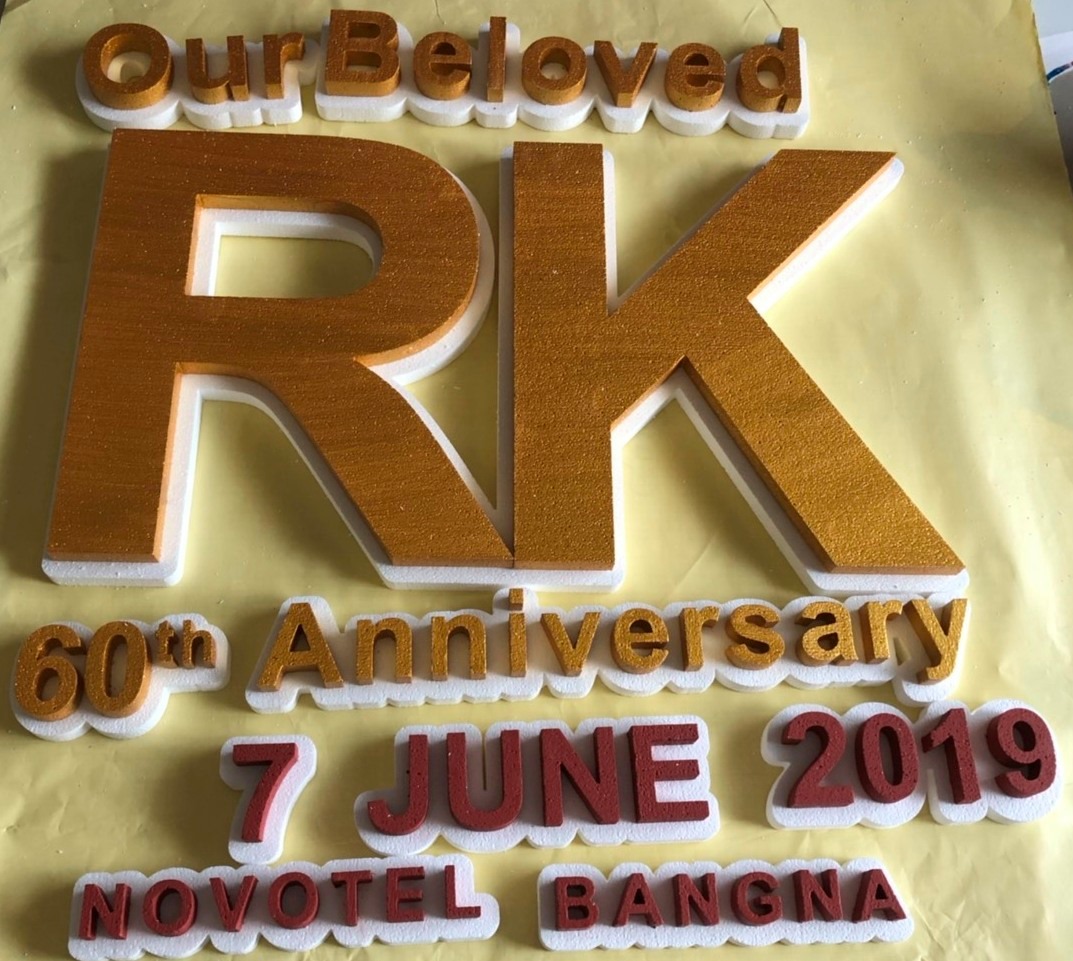 Our Beloved
RK
60th Anniversary
7 JUNE 2019
NOVOTEL BANGNA